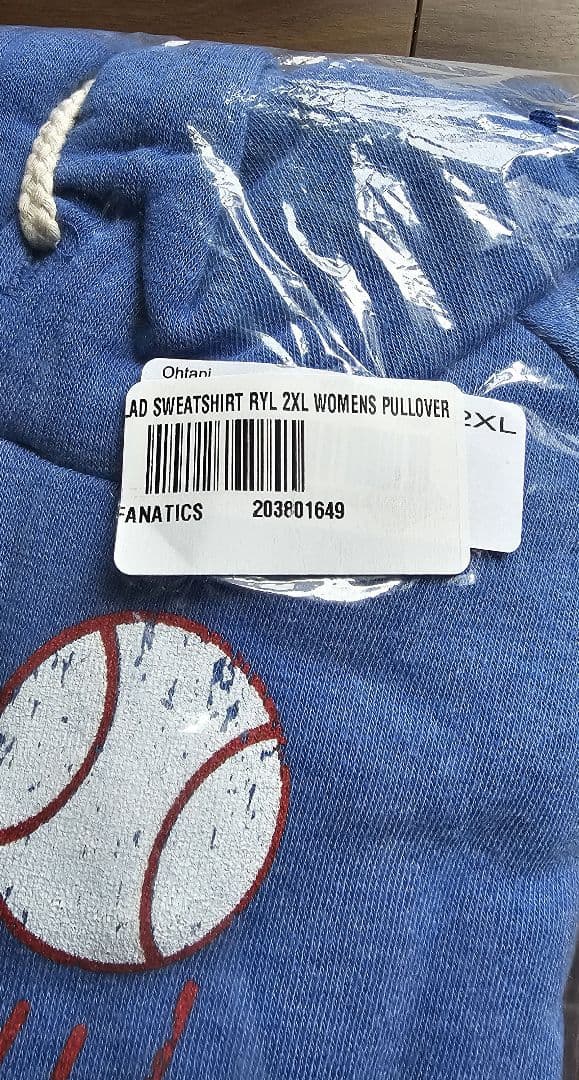 Ohtani
LAD SWEATSHIRT RYL 2XL WOMENS PULLOVER
2XL
FANATICS 203801649